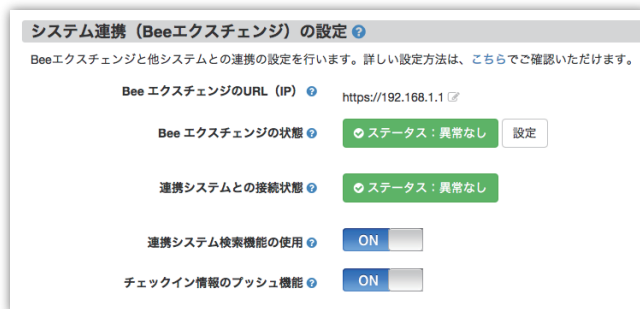 システム連携（Beeエクスチェンジ）の設定
Beeエクスチェンジと他システムとの連携の設定を行います。詳しい設定方法は、こちらでご確認いただけます。
Bee エクスチェンジのURL（IP） https://192.168.1.1
Bee エクスチェンジの状態 ステータス：異常なし 設定
連携システムとの接続状態 ステータス：異常なし
連携システム検索機能の使用 ON
チェックイン情報のプッシュ機能 ON